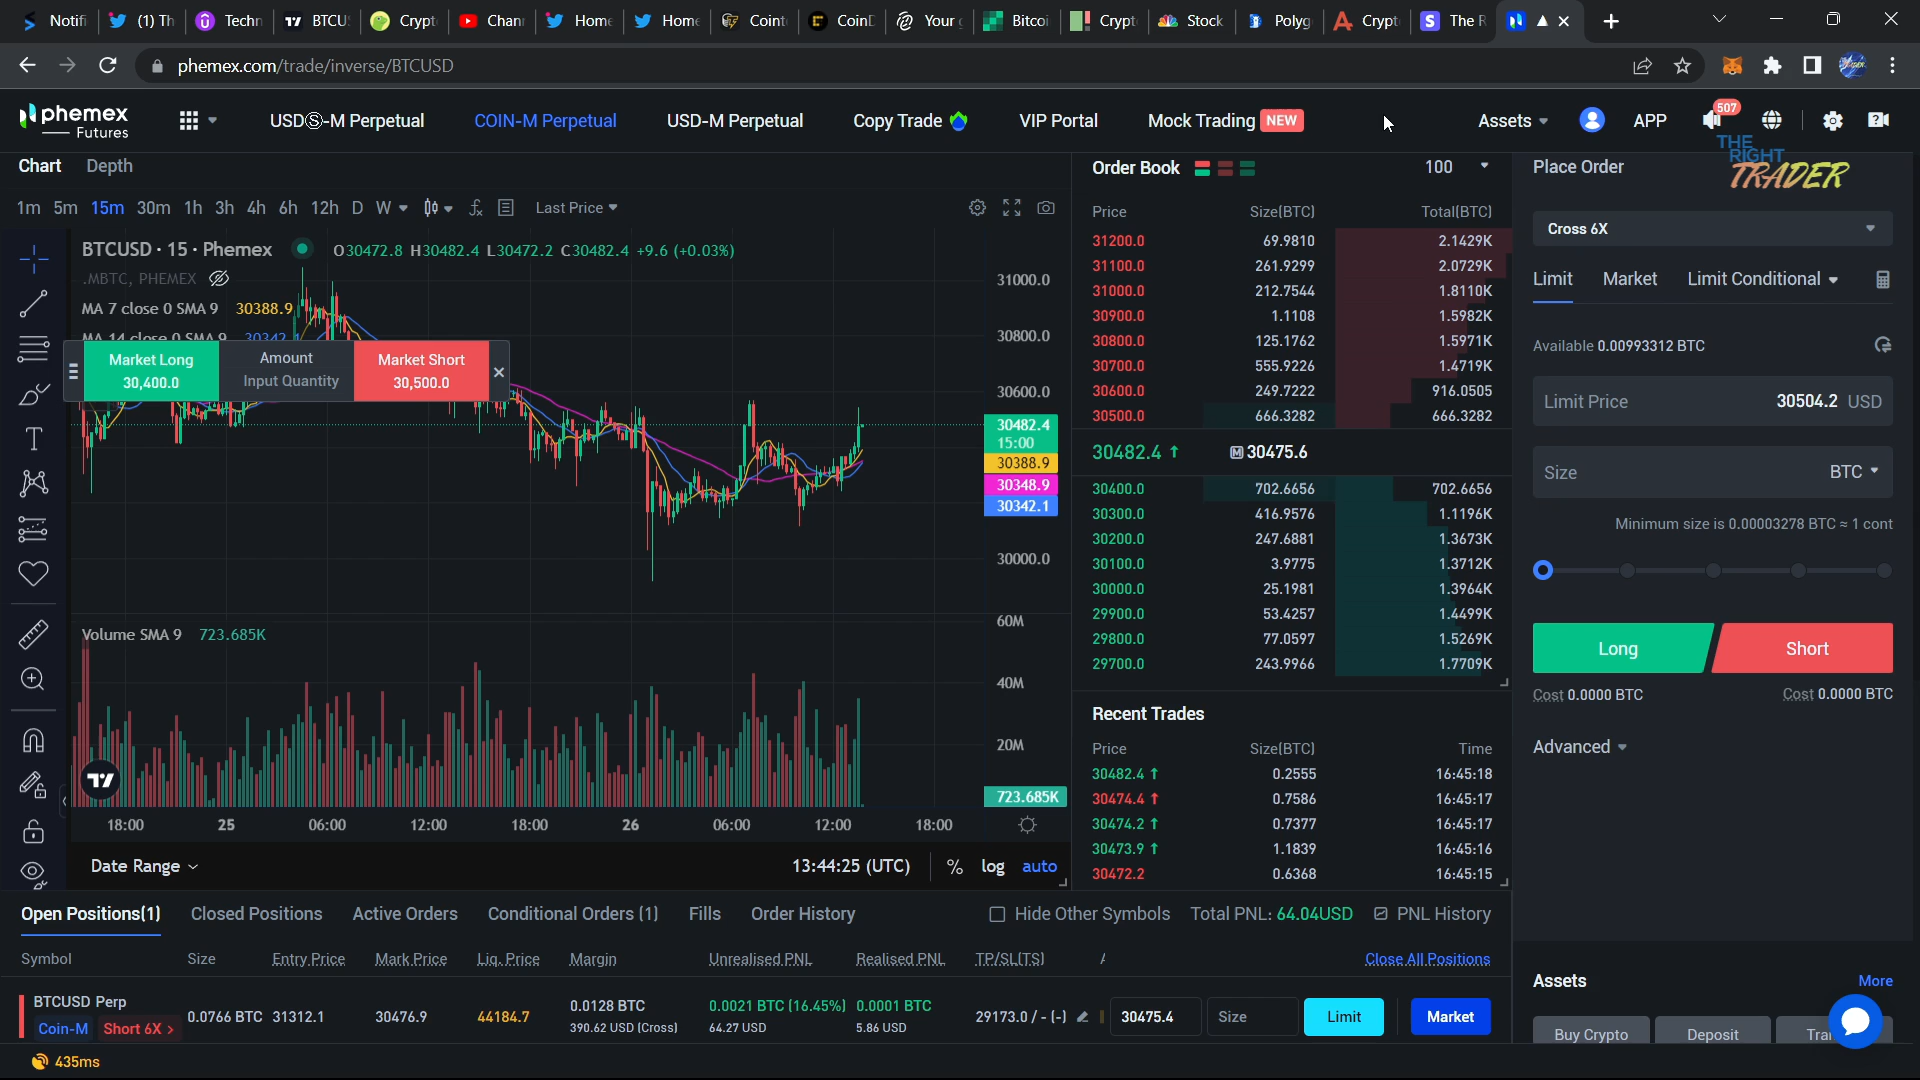 Notifi (1) Th Techn BTCU Crypt Chan Home Home Coint CoinD Your Bitcoi Crypt Stock Polyg Crypt The R
phemex.com/trade/inverse/BTCUSD
phemex
Futures
USDⓈ-M Perpetual COIN-M Perpetual USD-M Perpetual Copy Trade VIP Portal Mock Trading NEW Assets APP 507
THE
RIGHT
TRADER
Chart Depth
1m 5m 15m 30m 1h 3h 4h 6h 12h D W Last Price
BTCUSD · 15 · Phemex O30472.8 H30482.4 L30472.2 C30482.4 +9.6 (+0.03%)
.MBTC, PHEMEX
MA 7 close 0 SMA 9 30388.9
MA 14 close 0 SMA 9 30342.1
Market Long
30,400.0
Amount
Input Quantity
Market Short
30,500.0
31000.0
30800.0
30600.0
30482.4
15:00
30388.9
30348.9
30342.1
30000.0
Volume SMA 9 723.685K
60M
40M
20M
723.685K
18:00 25 06:00 12:00 18:00 26 06:00 12:00 18:00
Date Range 13:44:25 (UTC) % log auto
Order Book 100
Price Size(BTC) Total(BTC)
31200.0 69.9810 2.1429K
31100.0 261.9299 2.0729K
31000.0 212.7544 1.8110K
30900.0 1.1108 1.5982K
30800.0 125.1762 1.5971K
30700.0 555.9226 1.4719K
30600.0 249.7222 916.0505
30500.0 666.3282 666.3282
30482.4 ↑ M 30475.6
30400.0 702.6656 702.6656
30300.0 416.9576 1.1196K
30200.0 247.6881 1.3673K
30100.0 3.9775 1.3712K
30000.0 25.1981 1.3964K
29900.0 53.4257 1.4499K
29800.0 77.0597 1.5269K
29700.0 243.9966 1.7709K
Recent Trades
Price Size(BTC) Time
30482.4 ↑ 0.2555 16:45:18
30474.4 ↑ 0.7586 16:45:17
30474.2 ↑ 0.7377 16:45:17
30473.9 ↑ 1.1839 16:45:16
30472.2 0.6368 16:45:15
Place Order
Cross 6X
Limit Market Limit Conditional
Available 0.00993312 BTC
Limit Price 30504.2 USD
Size BTC
Minimum size is 0.00003278 BTC ≈ 1 cont
Long Short
Cost 0.0000 BTC Cost 0.0000 BTC
Advanced
Open Positions(1) Closed Positions Active Orders Conditional Orders (1) Fills Order History Hide Other Symbols Total PNL: 64.04USD PNL History
Symbol Size Entry Price Mark Price Liq. Price Margin Unrealised PNL Realised PNL TP/SL(TS) Close All Positions
BTCUSD Perp
Coin-M Short 6X >
0.0766 BTC 31312.1 30476.9 44184.7
0.0128 BTC
390.62 USD (Cross)
0.0021 BTC (16.45%)
64.27 USD
0.0001 BTC
5.86 USD
29173.0 / - (-) 30475.4 Size Limit Market
Assets More
Buy Crypto Deposit Tra
435ms